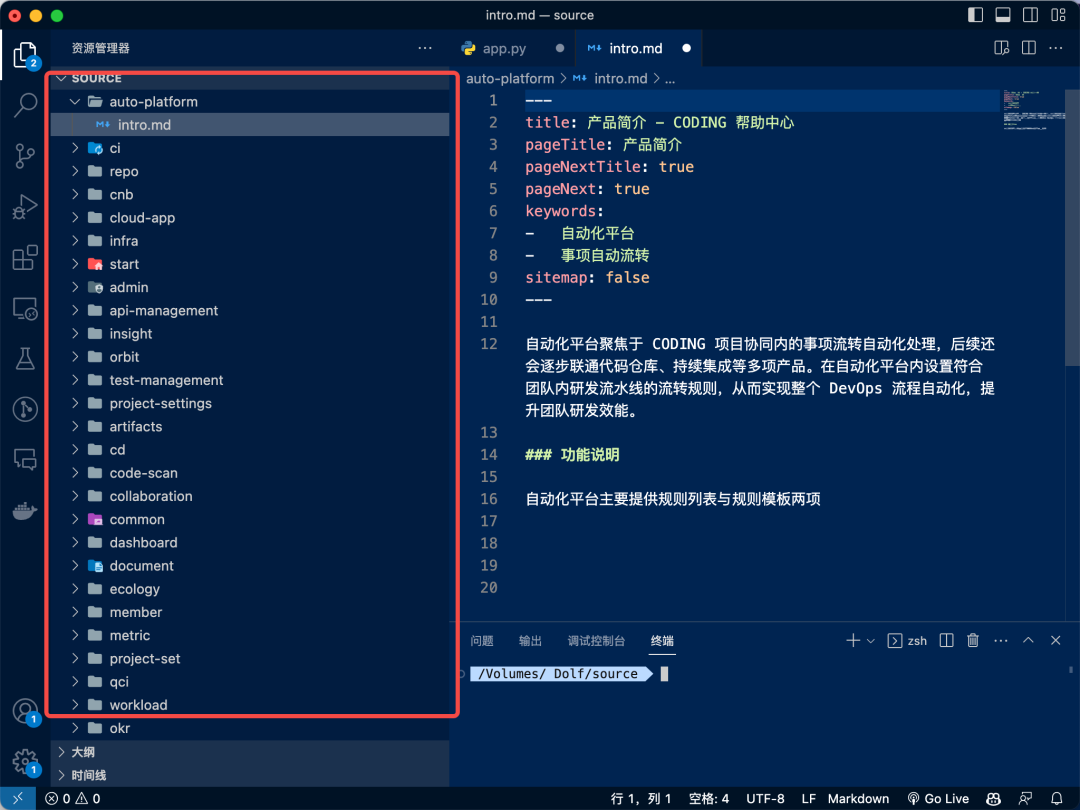 intro.md — source
资源管理器
2
SOURCE
auto-platform
intro.md
ci
repo
cnb
cloud-app
infra
start
admin
api-management
insight
orbit
test-management
project-settings
artifacts
cd
code-scan
collaboration
common
dashboard
document
ecology
member
metric
project-set
qci
workload
okr
大纲
时间线
1
1
app.py
intro.md
auto-platform > intro.md > ...
1 ---
2 title: 产品简介 - CODING 帮助中心
3 pageTitle: 产品简介
4 pageNextTitle: true
5 pageNext: true
6 keywords:
7 - 自动化平台
8 - 事项自动流转
9 sitemap: false
10 ---
11
12 自动化平台聚焦于 CODING 项目协同内的事项流转自动化处理，后续还
会逐步联通代码仓库、持续集成等多项产品。在自动化平台内设置符合
团队内研发流水线的流转规则，从而实现整个 DevOps 流程自动化，提
升团队研发效能。
13
14 ### 功能说明
15
16 自动化平台主要提供规则列表与规则模板两项
17
18
19
20
问题 输出 调试控制台 终端
zsh
/Volumes/ Dolf/source
0 0
行 1，列 1 空格: 4 UTF-8 LF Markdown Go Live